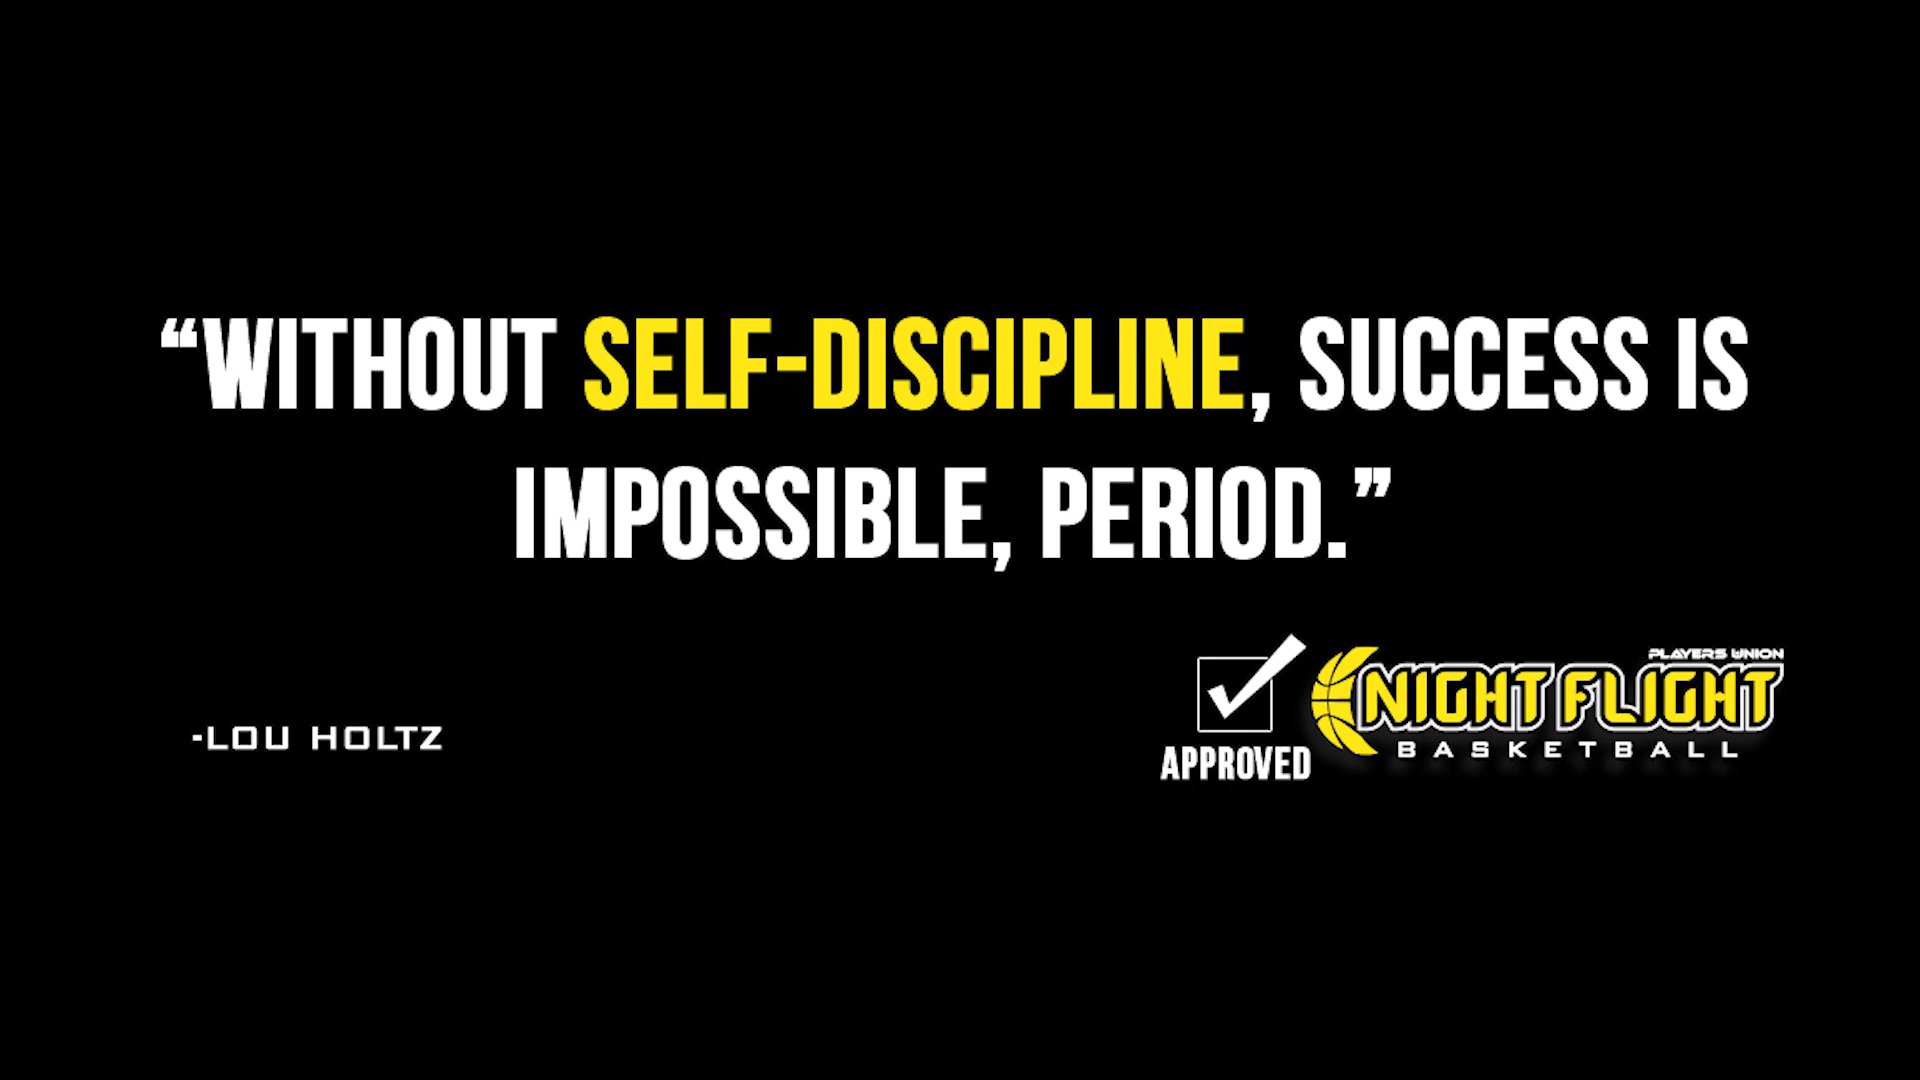 “WITHOUT SELF-DISCIPLINE, SUCCESS IS
IMPOSSIBLE, PERIOD.”
-LOU HOLTZ
APPROVED
PLAYERS UNION
NIGHT FLIGHT
BASKETBALL